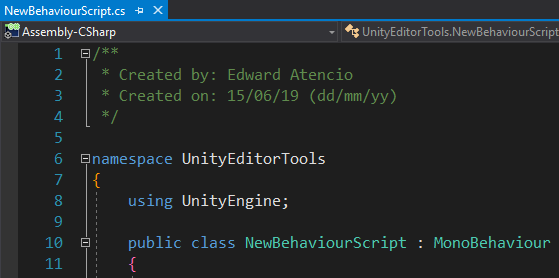 NewBehaviourScript.cs
Assembly-CSharp UnityEditorTools.NewBehaviourScript
1 /**
2 * Created by: Edward Atencio
3 * Created on: 15/06/19 (dd/mm/yy)
4 */
5
6 namespace UnityEditorTools
7 {
8 using UnityEngine;
9
10 public class NewBehaviourScript : MonoBehaviour
11 {